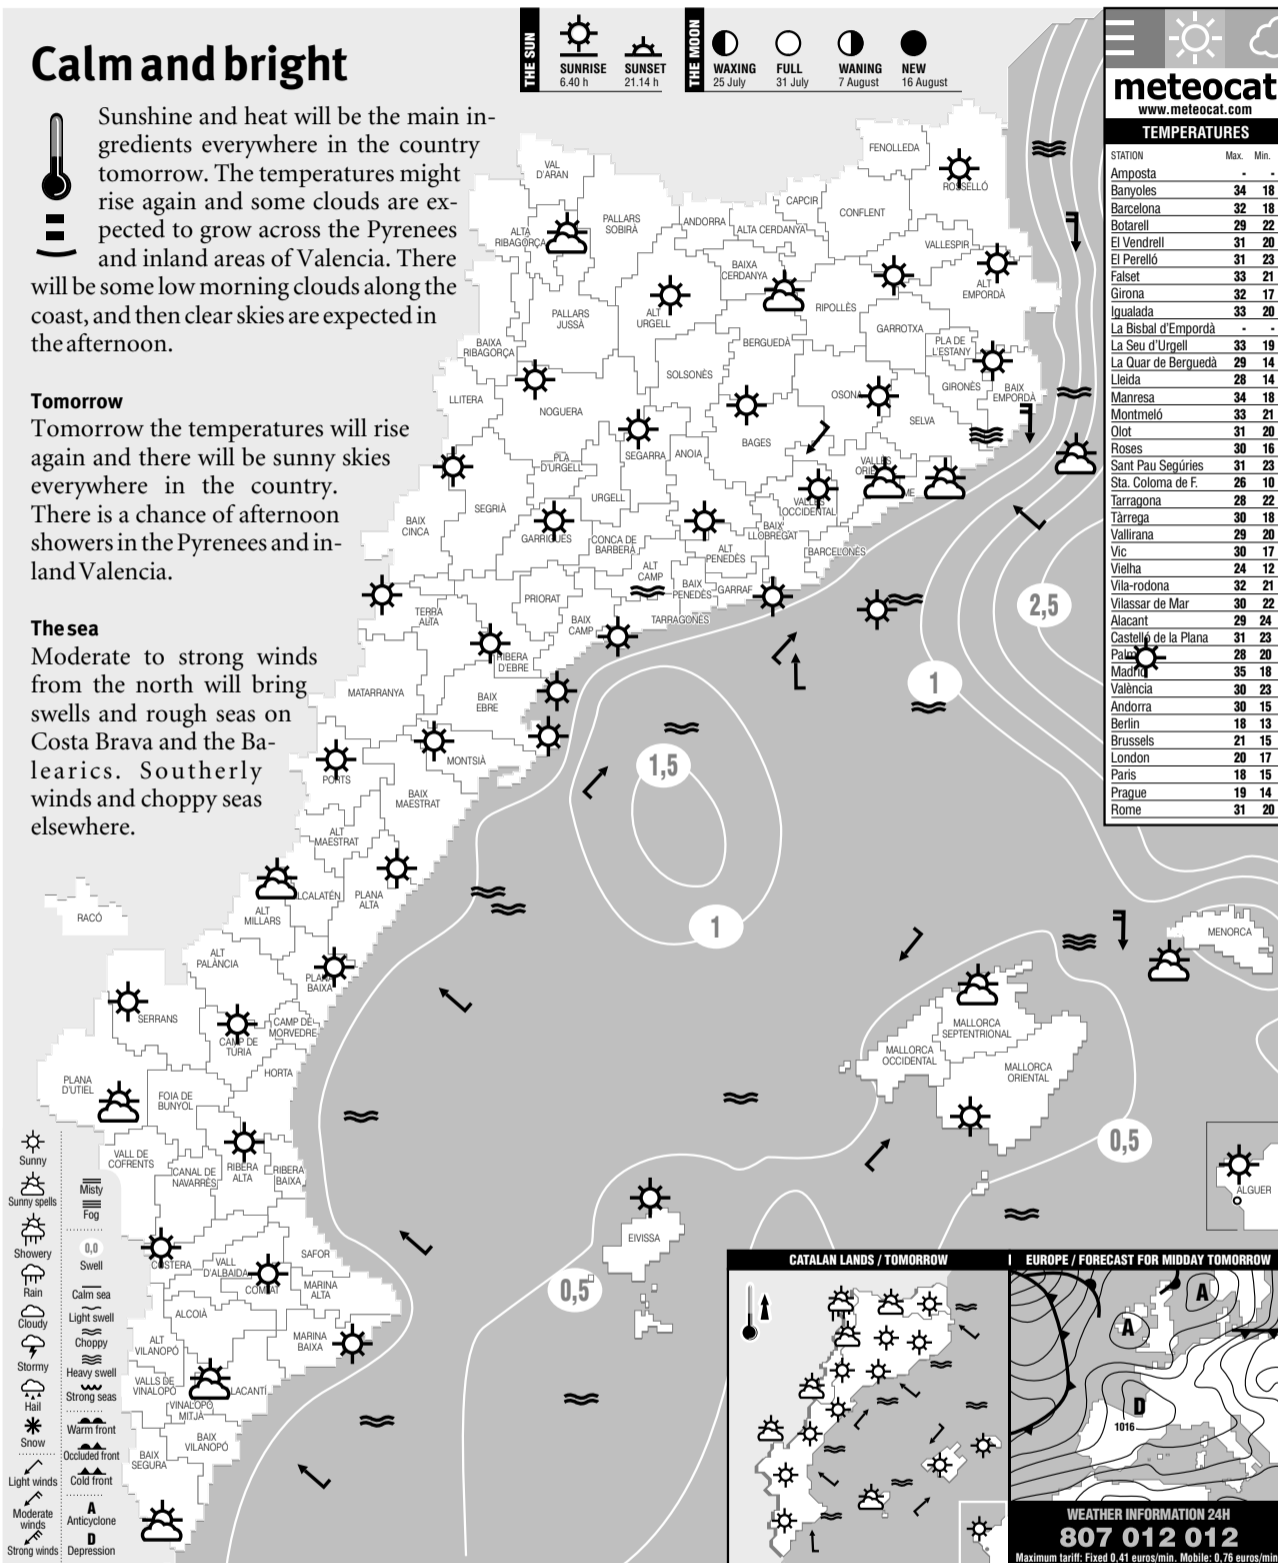 Calm and bright
Sunshine and heat will be the main in-
gredients everywhere in the country
tomorrow. The temperatures might
rise again and some clouds are ex-
pected to grow across the Pyrenees
and inland areas of Valencia. There
will be some low morning clouds along the
coast, and then clear skies are expected in
the afternoon.
Tomorrow
Tomorrow the temperatures will rise
again and there will be sunny skies
everywhere in the country.
There is a chance of afternoon
showers in the Pyrenees and in-
land Valencia.
The sea
Moderate to strong winds
from the north will bring
swells and rough seas on
Costa Brava and the Ba-
learics. Southerly
winds and choppy seas
elsewhere.
THE SUN
SUNRISE
6.40 h
SUNSET
21.14 h
THE MOON
WAXING
25 July
FULL
31 July
WANING
7 August
NEW
16 August
meteocat
www.meteocat.com
TEMPERATURES
STATION Max. Min.
Amposta - -
Banyoles 34 18
Barcelona 32 18
Botarell 29 22
El Vendrell 31 20
El Perelló 31 23
Falset 33 21
Girona 32 17
Igualada 33 20
La Bisbal d'Empordà - -
La Seu d'Urgell 33 19
La Quar de Berguedà 29 14
Lleida 28 14
Manresa 34 18
Montmeló 33 21
Olot 31 20
Roses 30 16
Sant Pau Segúries 31 23
Sta. Coloma de F. 26 10
Tarragona 28 22
Tàrrega 30 18
Vallirana 29 20
Vic 30 17
Vielha 24 12
Vila-rodona 32 21
Vilassar de Mar 30 22
Alacant 29 24
Castelló de la Plana 31 23
Palma 28 20
Madrid 35 18
València 30 23
Andorra 30 15
Berlin 18 13
Brussels 21 15
London 20 17
Paris 18 15
Prague 19 14
Rome 31 20
FENOLLEDA
ROSSELLÓ
VAL
D'ARAN
CAPCIR
CONFLENT
PALLARS
SOBIRÀ
ANDORRA
ALTA CERDANYA
ALTA
RIBAGORÇA
VALLESPIR
BAIXA
CERDANYA
ALT
EMPORDÀ
PALLARS
JUSSÀ
ALT
URGELL
RIPOLLÈS
GARROTXA
BERGUEDÀ
PLA DE
L'ESTANY
BAIXA
RIBAGORÇA
SOLSONÈS
GIRONÈS
BAIX
EMPORDÀ
LLITERA
NOGUERA
OSONA
SELVA
BAGES
SEGARRA
ANOIA
PLA
D'URGELL
VALLÈS
ORIE
ME
URGELL
SEGRIÀ
VALLÈS
OCCIDENTAL
BAIX
CINCA
GARRIGUES
CONCA DE
BARBERÀ
BAIX
LLOBREGAT
ALT
PENEDÈS
BARCELONÈS
ALT
CAMP
BAIX
PENEDÈS
GARRAF
PRIORAT
TERRA
ALTA
BAIX
CAMP
TARRAGONÈS
RIBERA
D'EBRE
MATARRANYA
BAIX
EBRE
MONTSIÀ
PORTS
BAIX
MAESTRAT
ALT
MAESTRAT
LCALATÉN
PLANA
ALTA
ALT
MILLARS
RACÓ
ALT
PALÀNCIA
PLANA
BAIXA
SERRANS
CAMP DE
MORVEDRE
CAMP DE
TÚRIA
HORTA
PLANA
D'UTIEL
FOIA DE
BUNYOL
VALL DE
COFRENTS
CANAL DE
NAVARRÉS
RIBERA
ALTA
RIBERA
BAIXA
COSTERA
VALL
D'ALBAIDA
SAFOR
COMTAT
MARINA
ALTA
ALCOIÀ
ALT
VILANOPÓ
MARINA
BAIXA
VALLS DE
VINALOPÓ
LACANTÍ
VINALOPÓ
MITJÀ
BAIX
VILANOPÓ
BAIX
SEGURA
2,5
1
1,5
1
MENORCA
MALLORCA
SEPTENTRIONAL
MALLORCA
OCCIDENTAL
MALLORCA
ORIENTAL
0,5
ALGUER
EIVISSA
0,5
Sunny
Sunny spells
Showery
Rain
Cloudy
Stormy
Hail
Snow
Light winds
Moderate
winds
Strong winds
Misty
Fog
0,0
Swell
Calm sea
Light swell
Choppy
Heavy swell
Strong seas
Warm front
Occluded front
Cold front
A
Anticyclone
D
Depression
CATALAN LANDS / TOMORROW
EUROPE / FORECAST FOR MIDDAY TOMORROW
A
A
D
1016
WEATHER INFORMATION 24H
807 012 012
Maximum tariff: Fixed 0,41 euros/min. Mobile: 0,76 euros/min